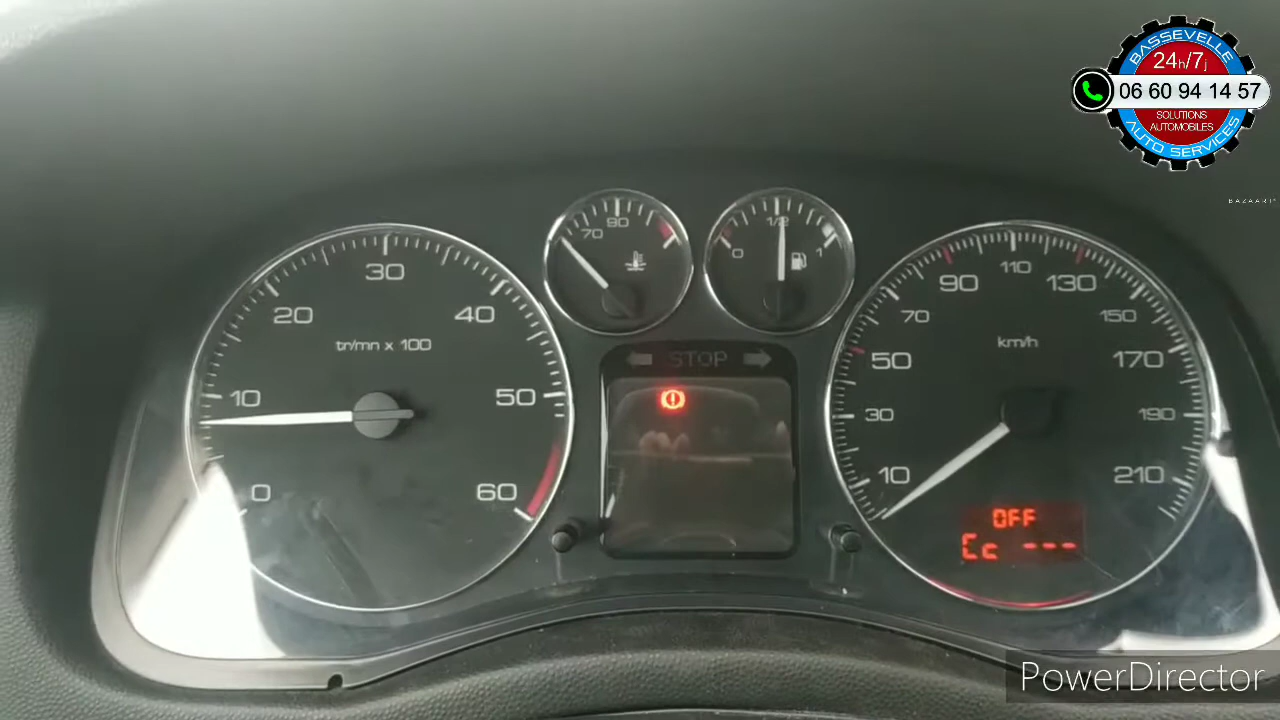 BASSEVELLE
24h/7j
06 60 94 14 57
SOLUTIONS
AUTOMOBILES
AUTO SERVICES
BAZAART
0
10
20
30
40
50
60
tr/mn x 100
70
90
0
1/2
1
STOP
10
30
50
70
90
110
130
150
170
190
210
km/h
OFF
Cc ---
PowerDirector